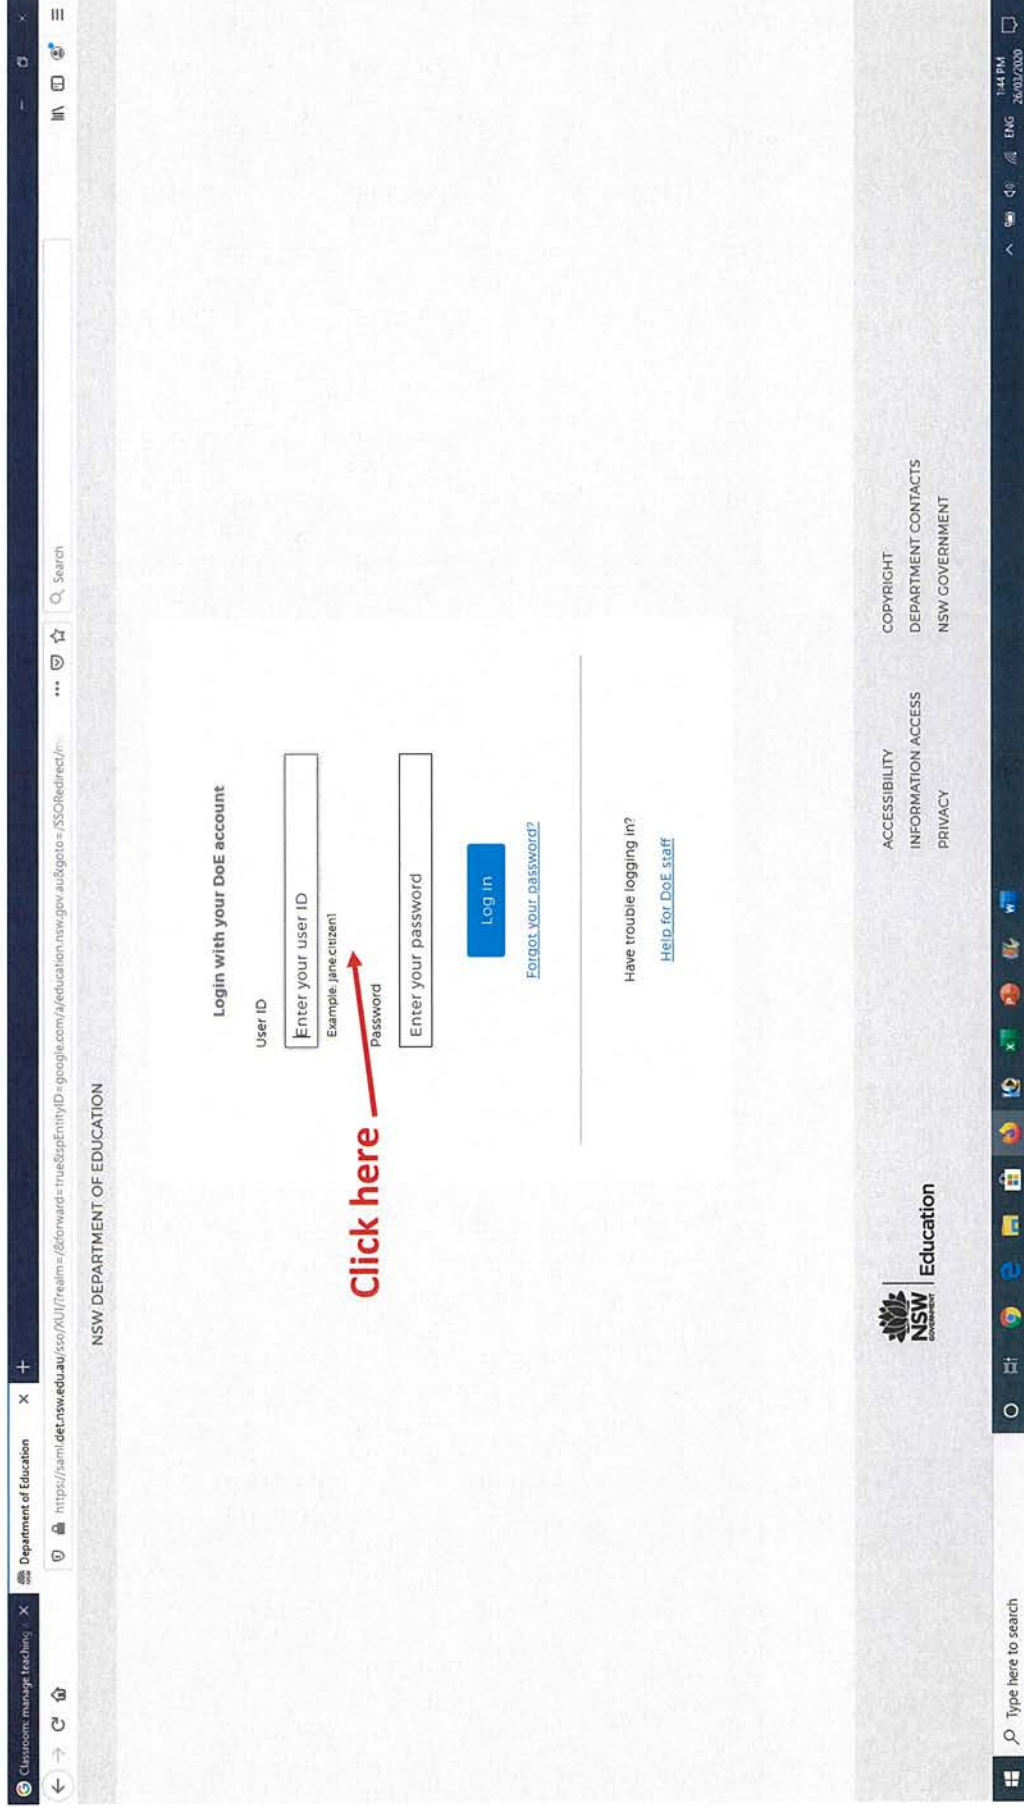 Classroom: manage teaching
Department of Education
https://saml.det.nsw.edu.au/sso/XUI/?realm=/&forward=true&spEntityID=google.com/a/education.nsw.gov.au&goto=/SSORedirect/m
Search
NSW DEPARTMENT OF EDUCATION
Login with your DoE account
User ID
Enter your user ID
Example: jane.citizen1
Click here
Password
Enter your password
Log in
Forgot your password?
Have trouble logging in?
Help for DoE staff
NSW
GOVERNMENT
Education
ACCESSIBILITY
INFORMATION ACCESS
PRIVACY
COPYRIGHT
DEPARTMENT CONTACTS
NSW GOVERNMENT
Type here to search
ENG
1:44 PM
26/03/2020